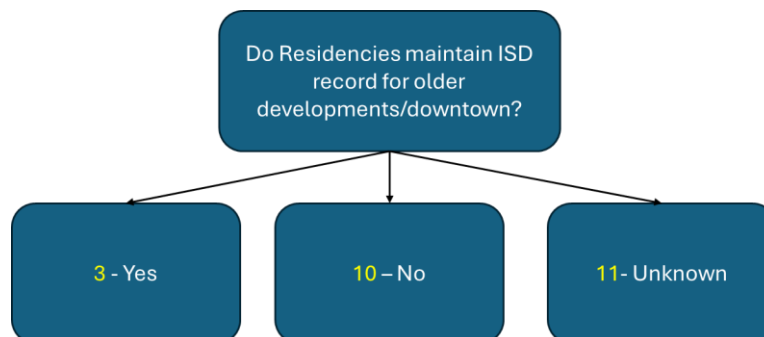 Do Residencies maintain ISD
record for older
developments/downtown?
3 - Yes
10 – No
11- Unknown